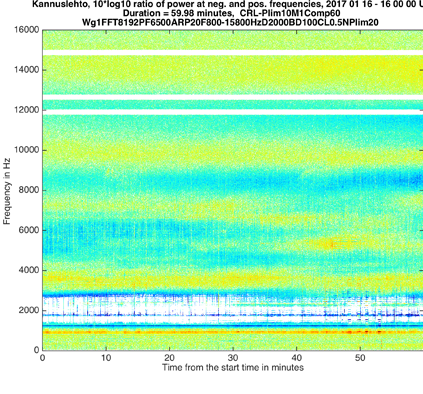 Kannuslehto, 10*log10 ratio of power at neg. and pos. frequencies, 2017 01 16 - 16 00 00 U
Duration = 59.98 minutes, CRL-Plim10M1Comp60
Wg1FFT8192PF6500ARP20F800-15800HzD2000BD100CL0.5NPlim20
16000
14000
12000
10000
8000
6000
4000
2000
0
Frequency in Hz
0 10 20 30 40 50
Time from the start time in minutes